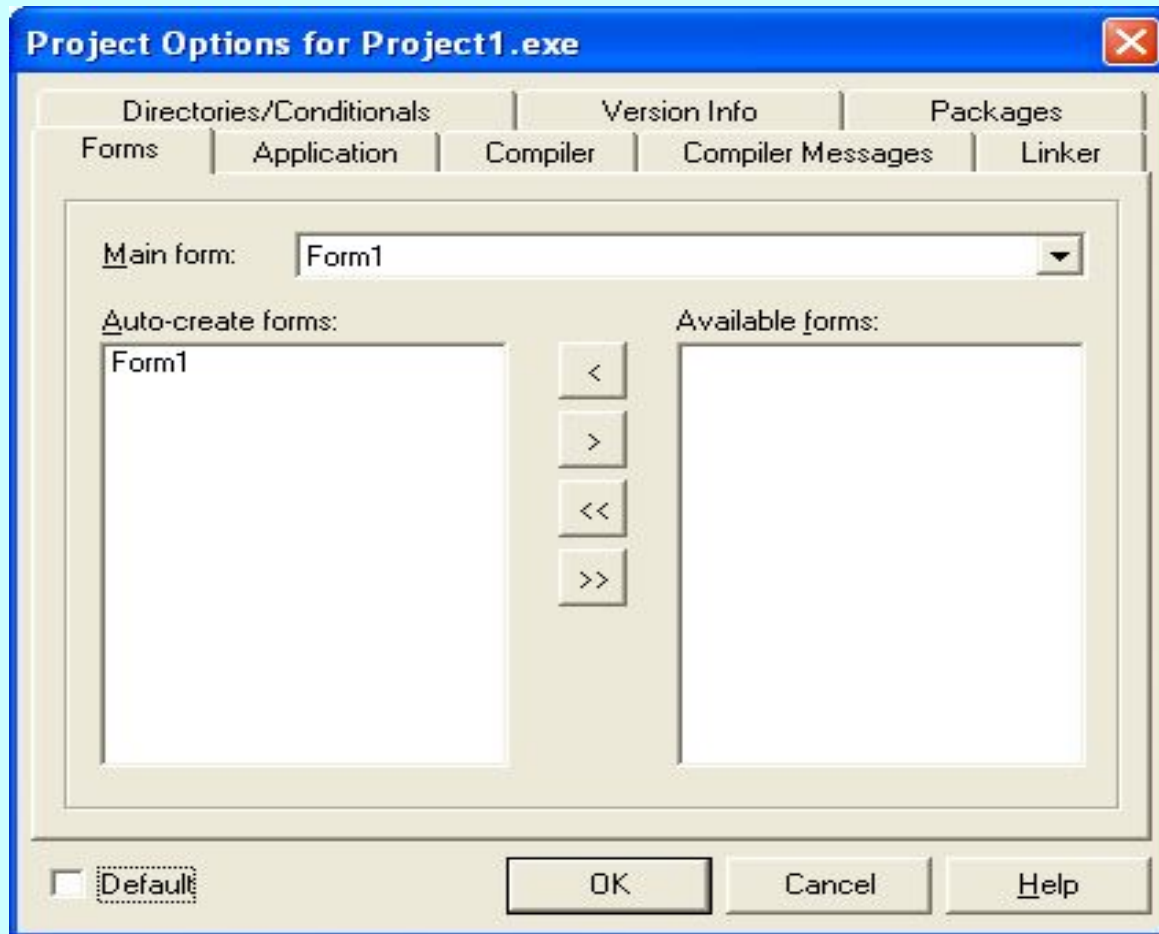 Project Options for Project1.exe
Directories/Conditionals Version Info Packages
Forms Application Compiler Compiler Messages Linker
Main form: Form1
Auto-create forms: Available forms:
Form1
<
>
<<
>>
Default OK Cancel Help